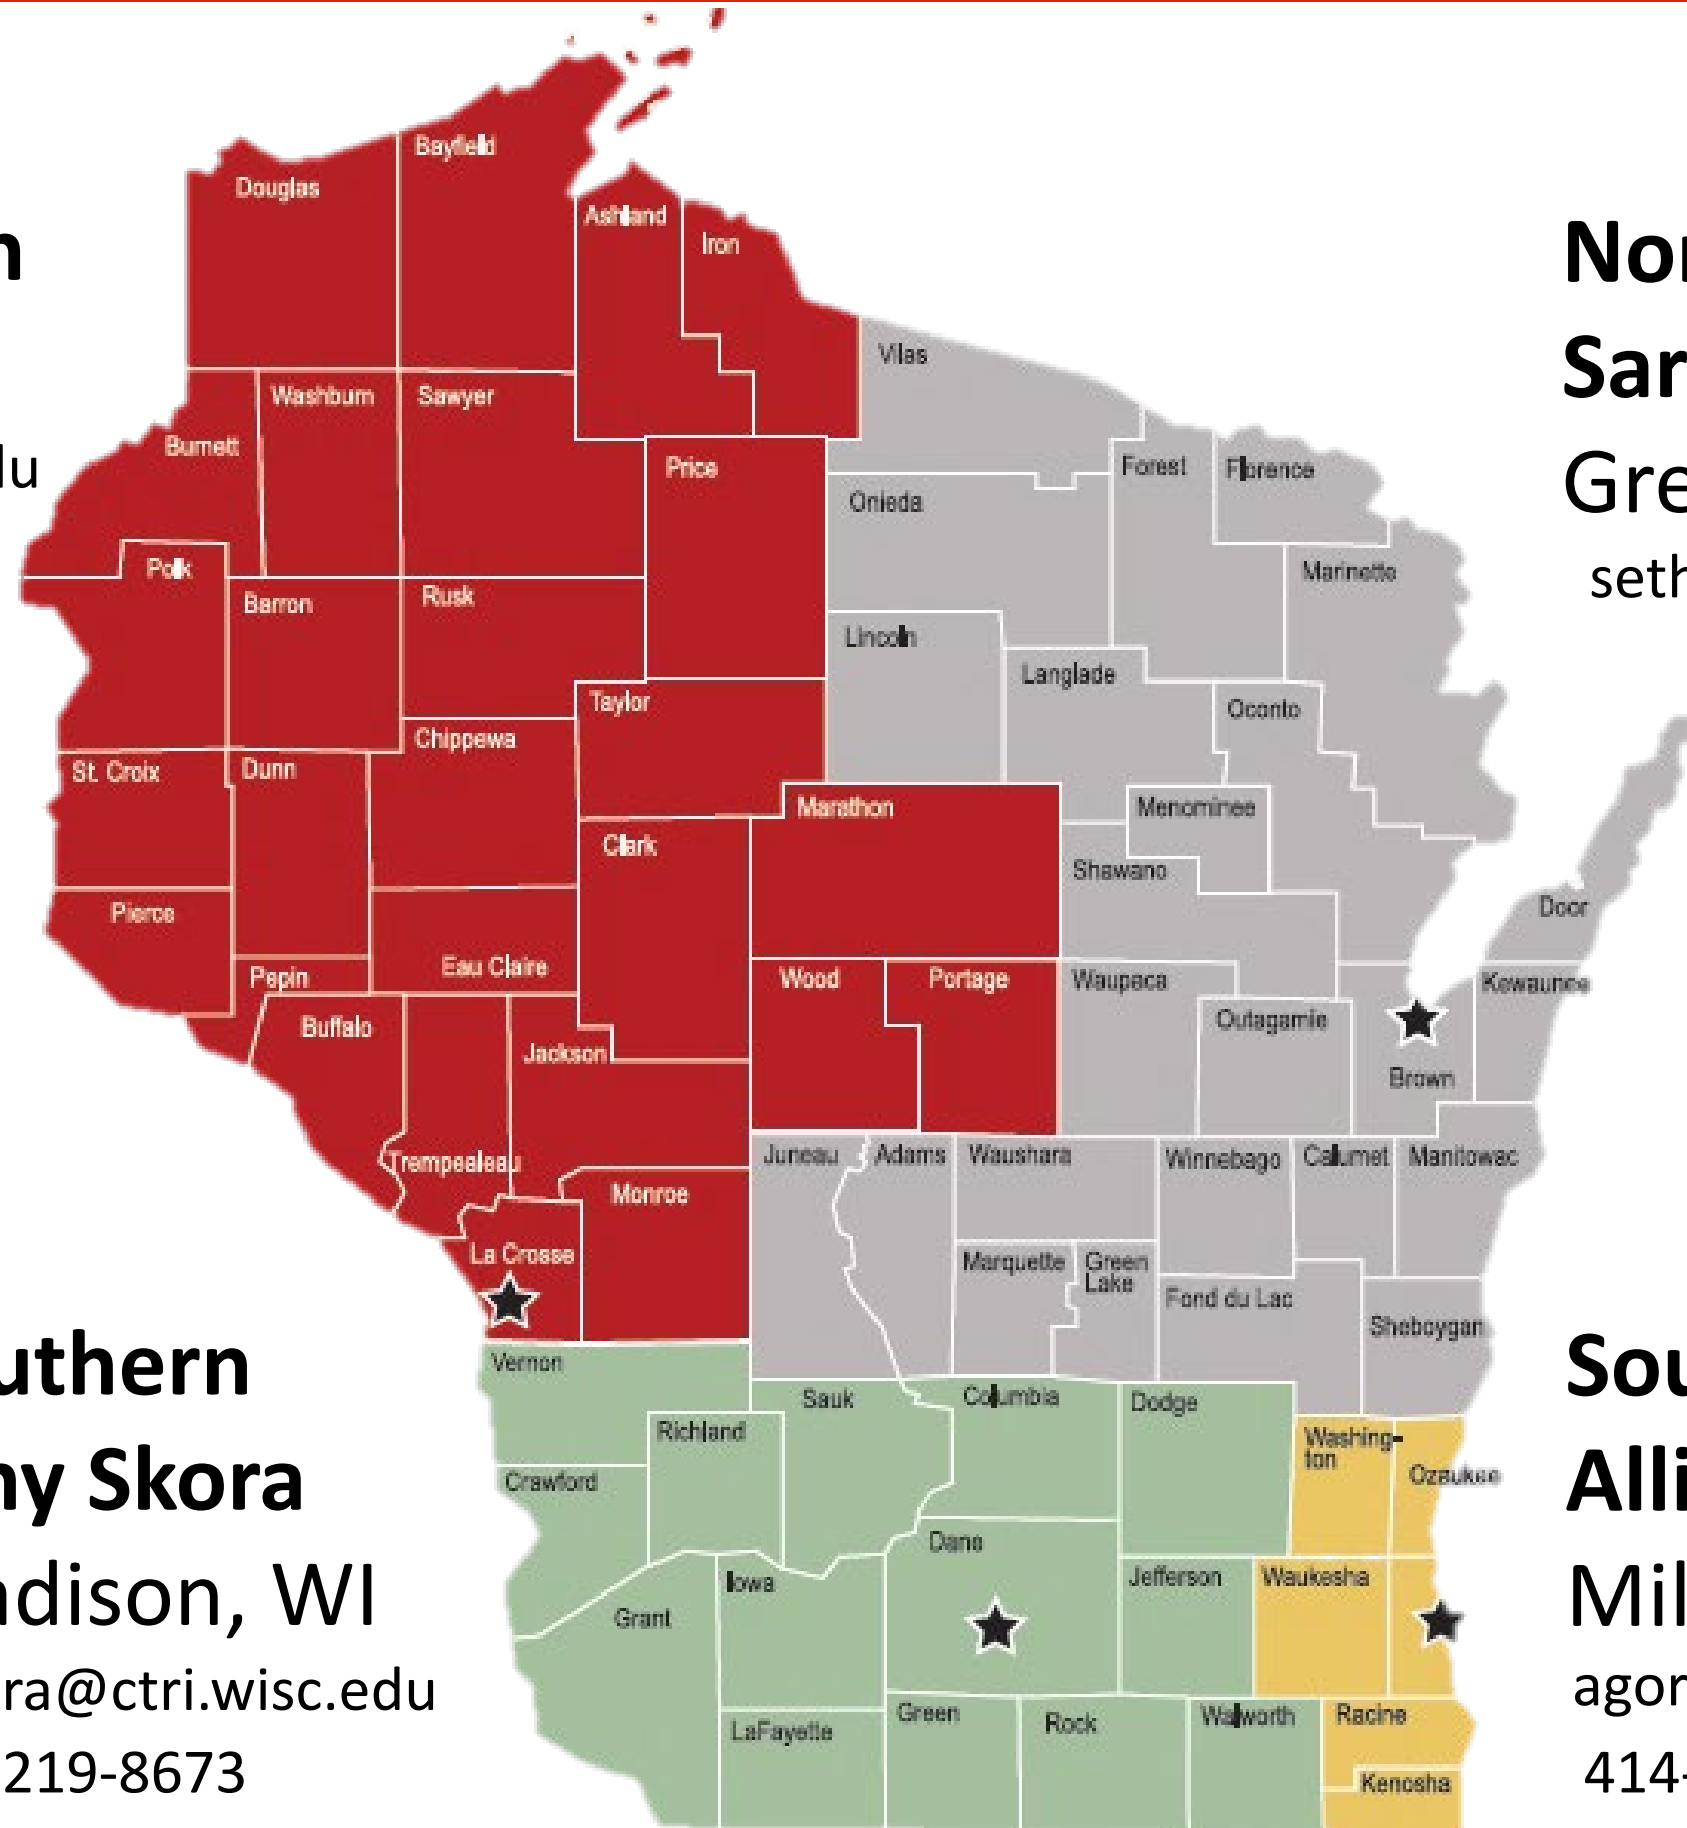 n
du
Nor
Sar
Gre
seth
uthern
ny Skora
adison, WI
ra@ctri.wisc.edu
219-8673
Sou
Alli
Mil
agor
414-
Bayfield
Douglas
Ashland
Iron
Vilas
Washburn
Sawyer
Burnett
Price
Forest
Florence
Onieda
Polk
Barron
Rusk
Marinette
Lincoln
Langlade
Taylor
Oconto
Chippewa
St. Croix
Dunn
Marathon
Menominee
Clark
Shawano
Pierce
Door
Eau Claire
Pepin
Wood
Portage
Waupaca
Kewaunee
Buffalo
Outagamie
Jackson
Brown
Trempealeau
Juneau
Adams
Waushara
Winnebago
Calumet
Manitowac
Monroe
La Crosse
Marquette
Green
Lake
Fond du Lac
Sheboygan
Vernon
Sauk
Columbia
Dodge
Richland
Washing-
ton
Crawford
Ozaukee
Dane
Iowa
Jefferson
Waukesha
Grant
Green
Rock
Walworth
Racine
LaFayette
Kenosha